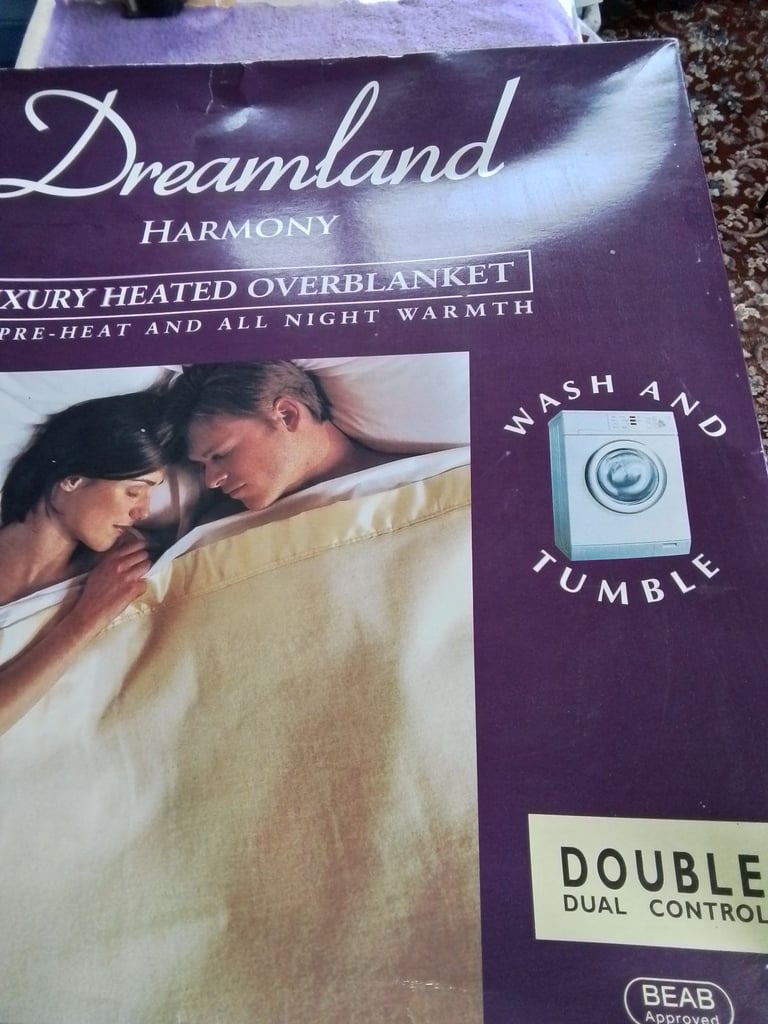 Dreamland
HARMONY
XURY HEATED OVERBLANKET
PRE-HEAT AND ALL NIGHT WARMTH
WASH AND
TUMBLE
DOUBLE
DUAL CONTROL
BEAB
Approved